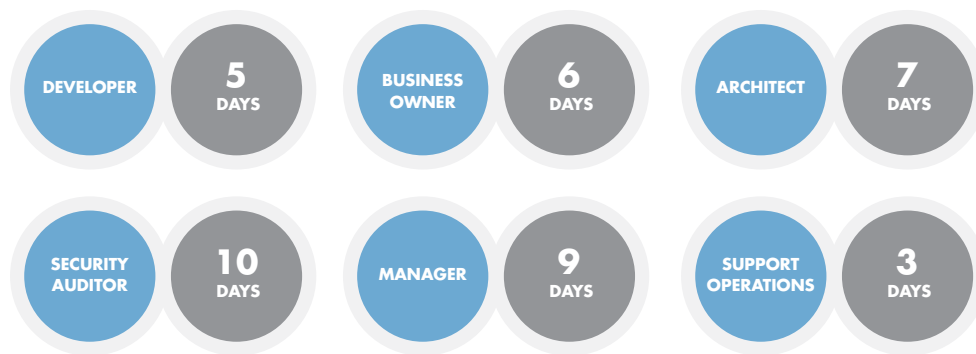 DEVELOPER
5
DAYS
BUSINESS
OWNER
6
DAYS
ARCHITECT
7
DAYS
SECURITY
AUDITOR
10
DAYS
MANAGER
9
DAYS
SUPPORT
OPERATIONS
3
DAYS